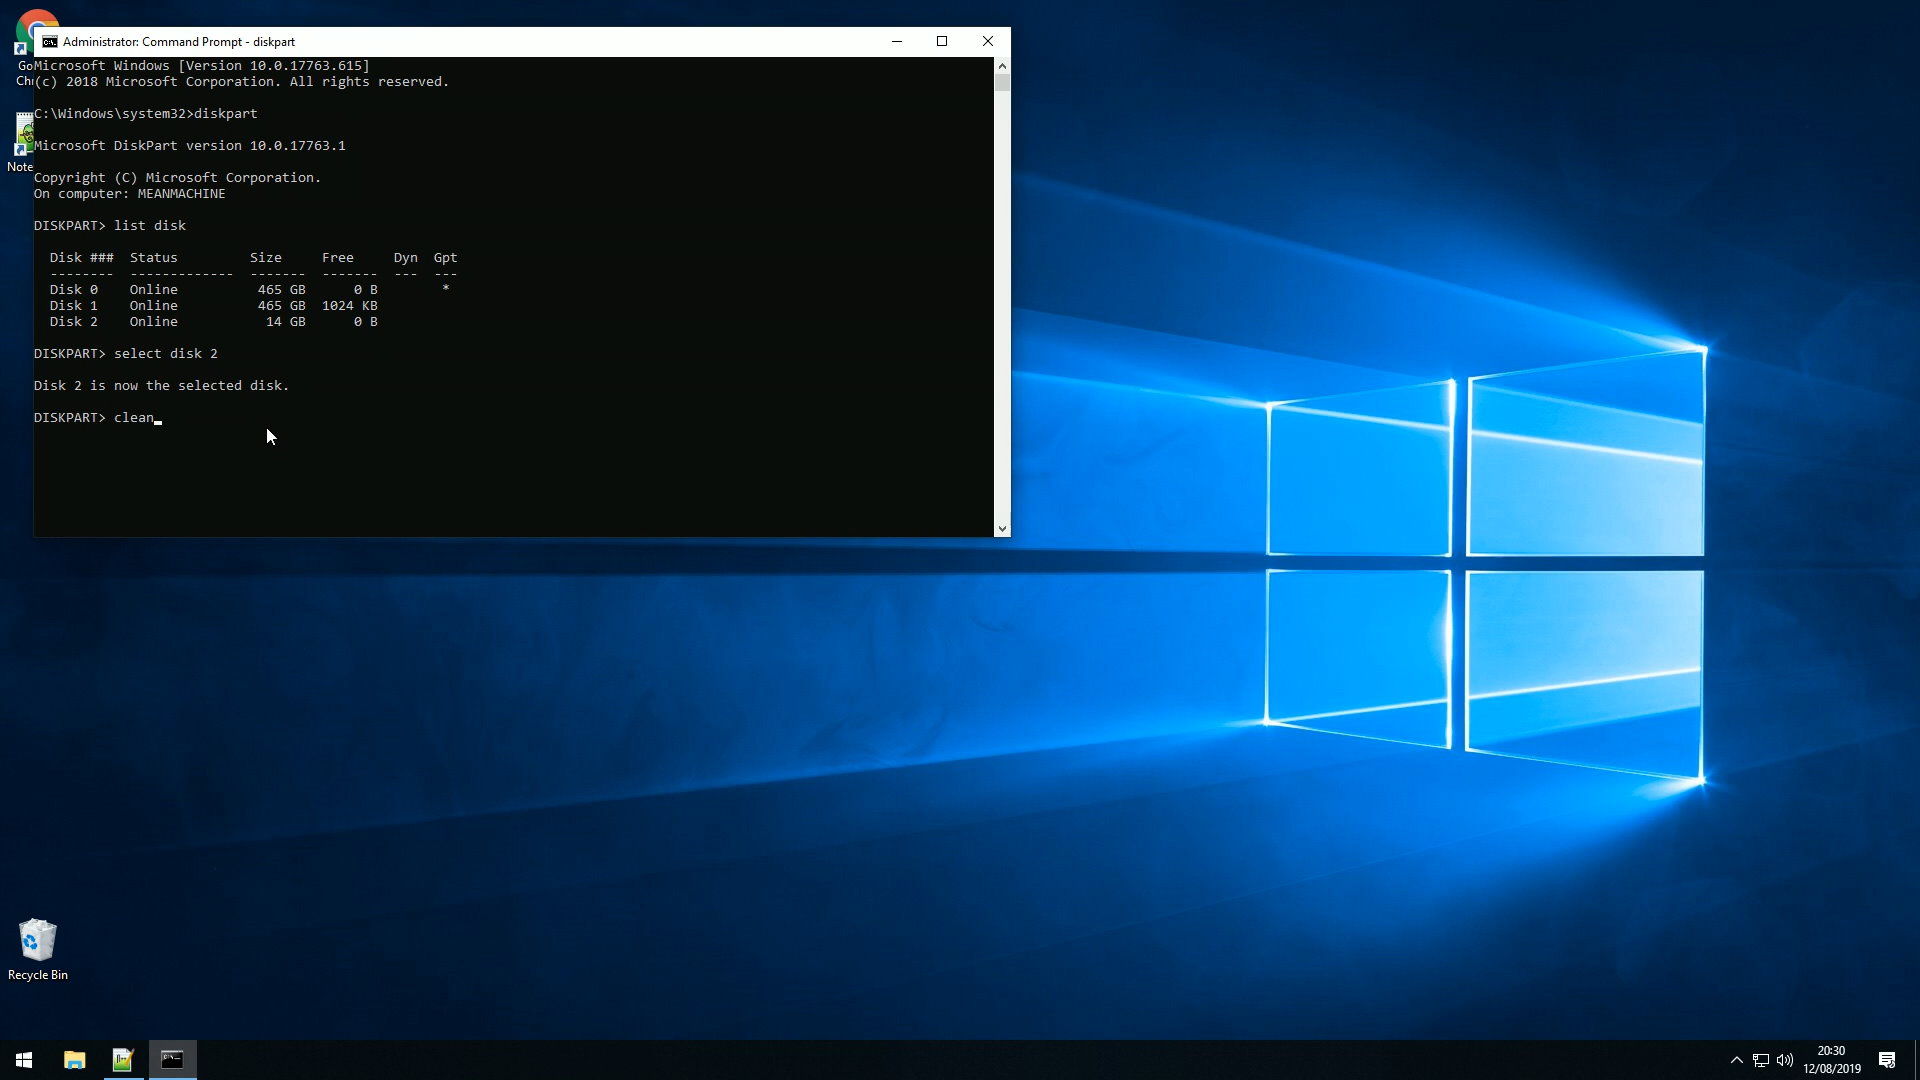 Administrator: Command Prompt - diskpart
Microsoft Windows [Version 10.0.17763.615]
(c) 2018 Microsoft Corporation. All rights reserved.
C:\Windows\system32>diskpart
Microsoft DiskPart version 10.0.17763.1
Copyright (C) Microsoft Corporation.
On computer: MEANMACHINE
DISKPART> list disk
Disk ###  Status         Size     Free     Dyn  Gpt
--------  -------------  -------  -------  ---  ---
Disk 0    Online          465 GB      0 B        *
Disk 1    Online          465 GB  1024 KB
Disk 2    Online           14 GB      0 B
DISKPART> select disk 2
Disk 2 is now the selected disk.
DISKPART> clean
Go
Ch
Note
Recycle Bin
20:30
12/08/2019